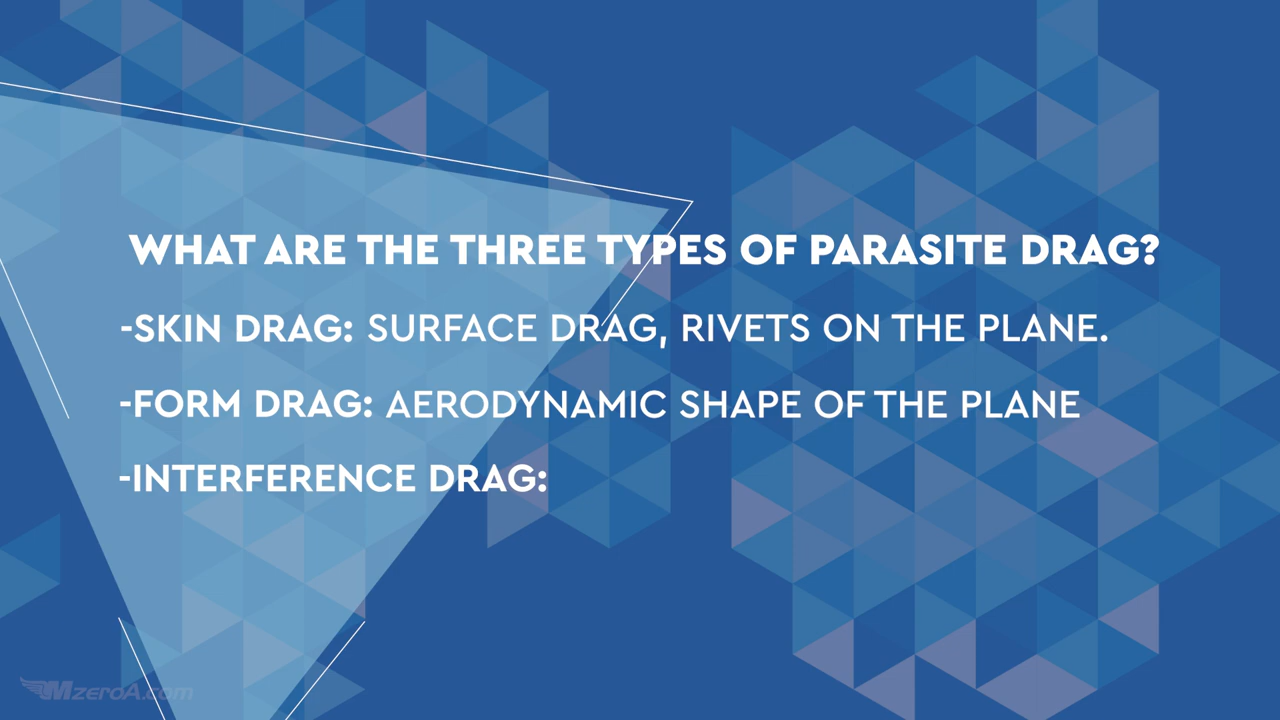 WHAT ARE THE THREE TYPES OF PARASITE DRAG?
-SKIN DRAG: SURFACE DRAG, RIVETS ON THE PLANE.
-FORM DRAG: AERODYNAMIC SHAPE OF THE PLANE
-INTERFERENCE DRAG:
MzeroA.com